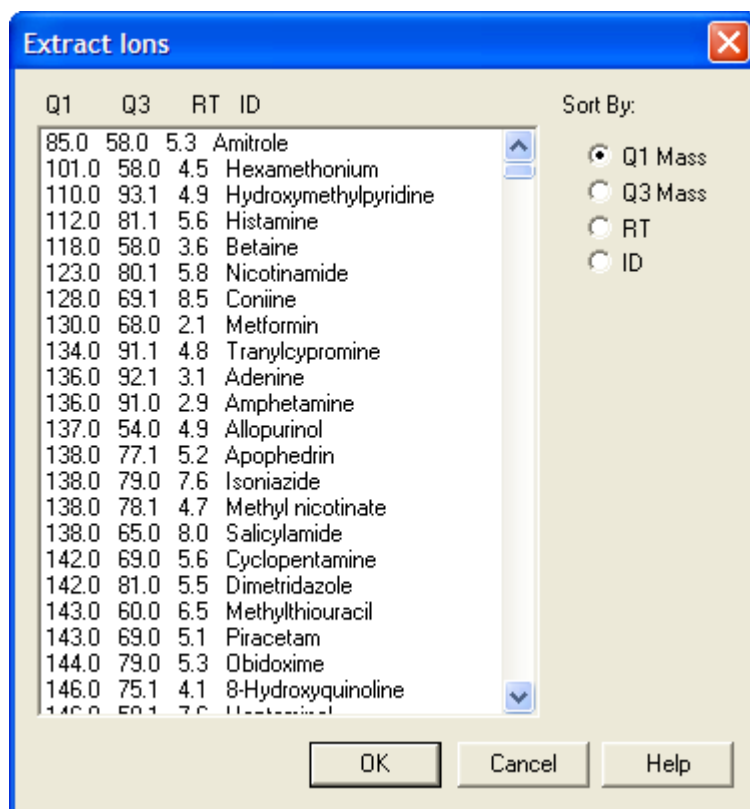 Extract Ions
Q1 Q3 RT ID
85.0 58.0 5.3 Amitrole
101.0 58.0 4.5 Hexamethonium
110.0 93.1 4.9 Hydroxymethylpyridine
112.0 81.1 5.6 Histamine
118.0 58.0 3.6 Betaine
123.0 80.1 5.8 Nicotinamide
128.0 69.1 8.5 Coniine
130.0 68.0 2.1 Metformin
134.0 91.1 4.8 Tranylcypromine
136.0 92.1 3.1 Adenine
136.0 91.0 2.9 Amphetamine
137.0 54.0 4.9 Allopurinol
138.0 77.1 5.2 Apophedrin
138.0 79.0 7.6 Isoniazide
138.0 78.1 4.7 Methyl nicotinate
138.0 65.0 8.0 Salicylamide
142.0 69.0 5.6 Cyclopentamine
142.0 81.0 5.5 Dimetridazole
143.0 60.0 6.5 Methylthiouracil
143.0 69.0 5.1 Piracetam
144.0 79.0 5.3 Obidoxime
146.0 75.1 4.1 8-Hydroxyquinoline
Sort By:
Q1 Mass
Q3 Mass
RT
ID
OK Cancel Help